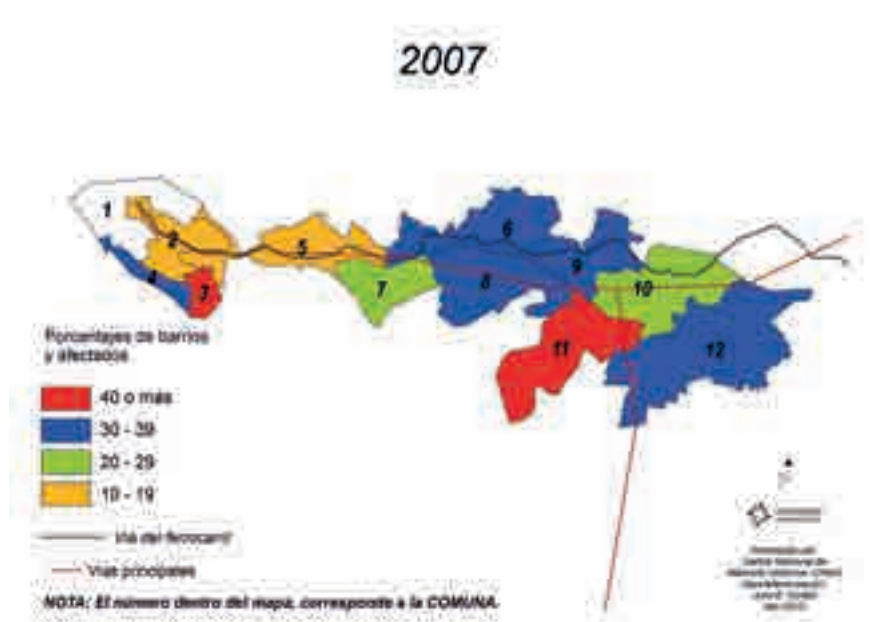 2007
1
2
3
4
5
6
7
8
9
10
11
12
Porcentajes de barrios
y afectados
40 o más
30 - 39
20 - 29
10 - 19
Vía del ferrocarril
Vías principales
NOTA: El número dentro del mapa, corresponde a la COMUNA.